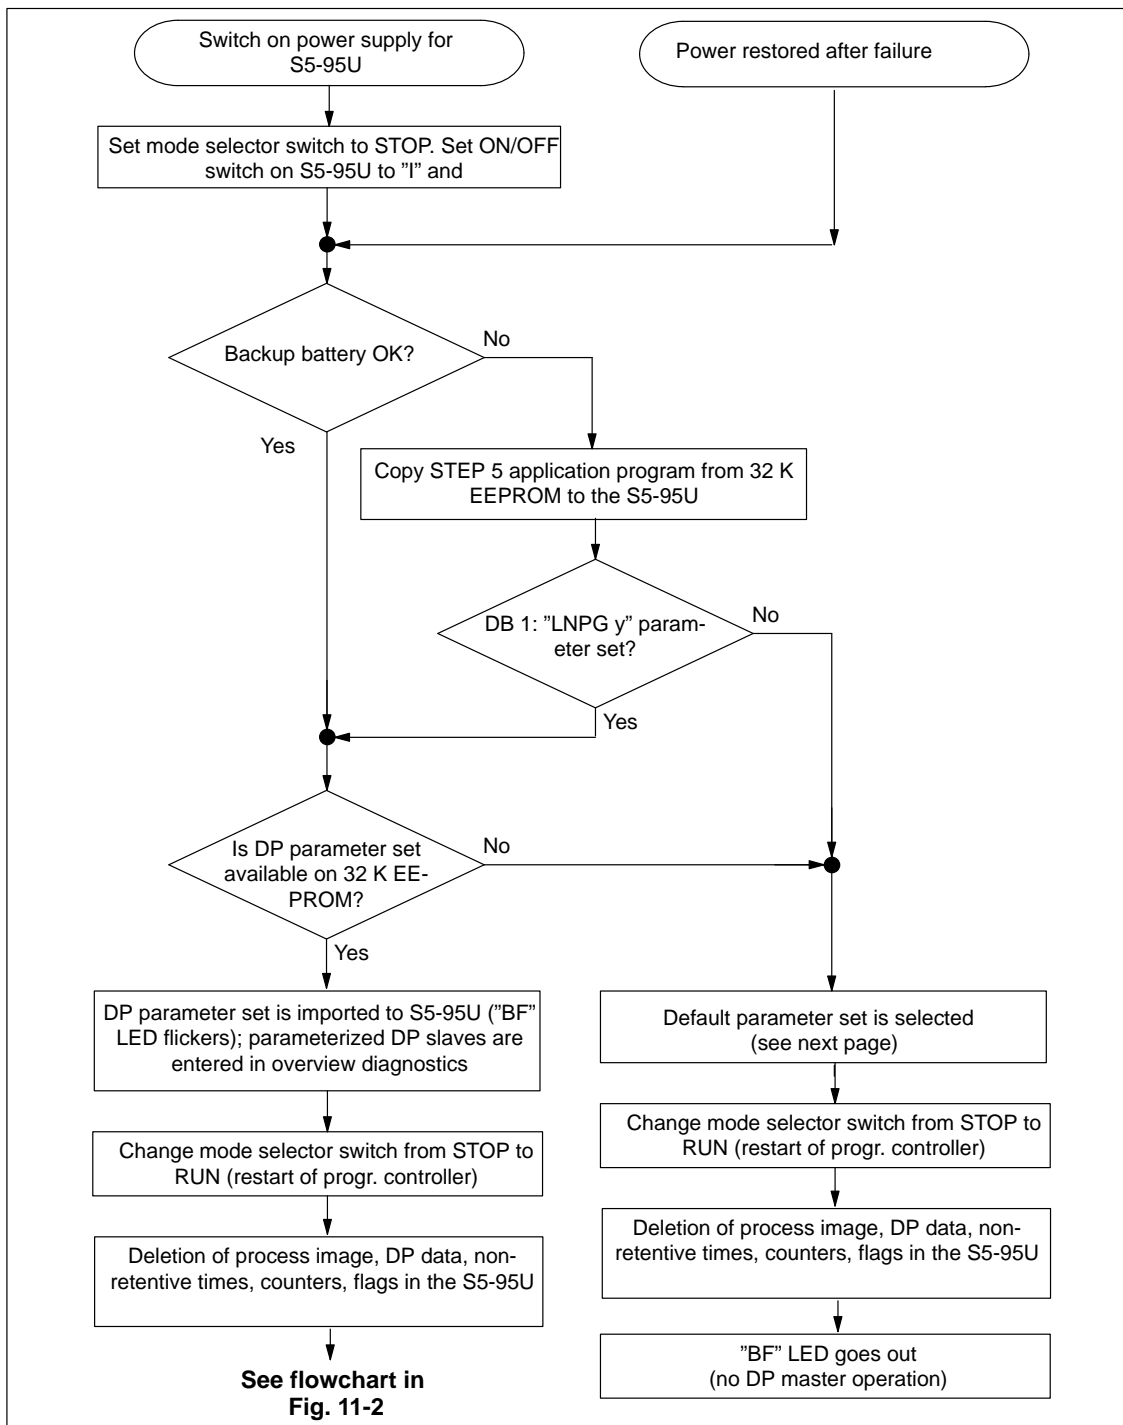 Switch on power supply for
S5-95U
Power restored after failure
Set mode selector switch to STOP. Set ON/OFF
switch on S5-95U to ”I” and
Backup battery OK?
No
Yes
Copy STEP 5 application program from 32 K
EEPROM to the S5-95U
DB 1: ”LNPG y” param-
eter set?
No
Yes
Is DP parameter set
available on 32 K EE-
PROM?
No
Yes
DP parameter set is imported to S5-95U (”BF”
LED flickers); parameterized DP slaves are
entered in overview diagnostics
Default parameter set is selected
(see next page)
Change mode selector switch from STOP to
RUN (restart of progr. controller)
Change mode selector switch from STOP to
RUN (restart of progr. controller)
Deletion of process image, DP data, non-
retentive times, counters, flags in the S5-95U
Deletion of process image, DP data, non-
retentive times, counters, flags in the S5-95U
”BF” LED goes out
(no DP master operation)
See flowchart in
Fig. 11-2